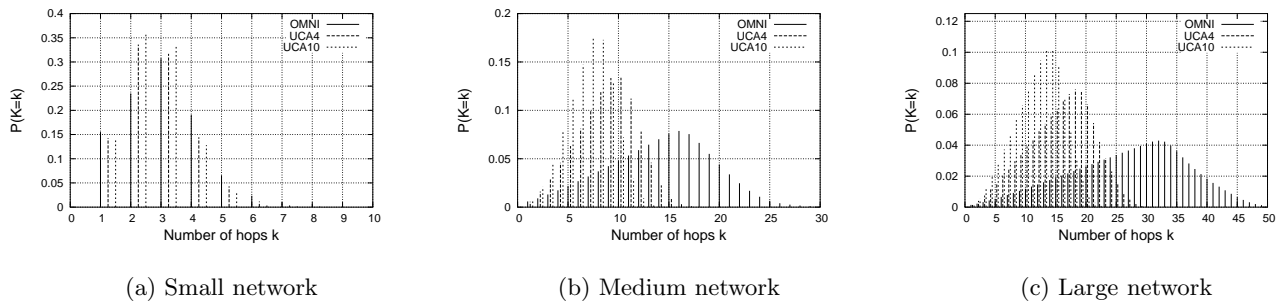 0.4
0.35
0.3
0.25
0.2
0.15
0.1
0.05
0
P(K=k)
OMNI
UCA4
UCA10
0 1 2 3 4 5 6 7 8 9 10
Number of hops k
(a) Small network
0.2
0.15
0.1
0.05
0
P(K=k)
OMNI
UCA4
UCA10
0 5 10 15 20 25 30
Number of hops k
(b) Medium network
0.12
0.1
0.08
0.06
0.04
0.02
0
P(K=k)
OMNI
UCA4
UCA10
0 5 10 15 20 25 30 35 40 45 50
Number of hops k
(c) Large network